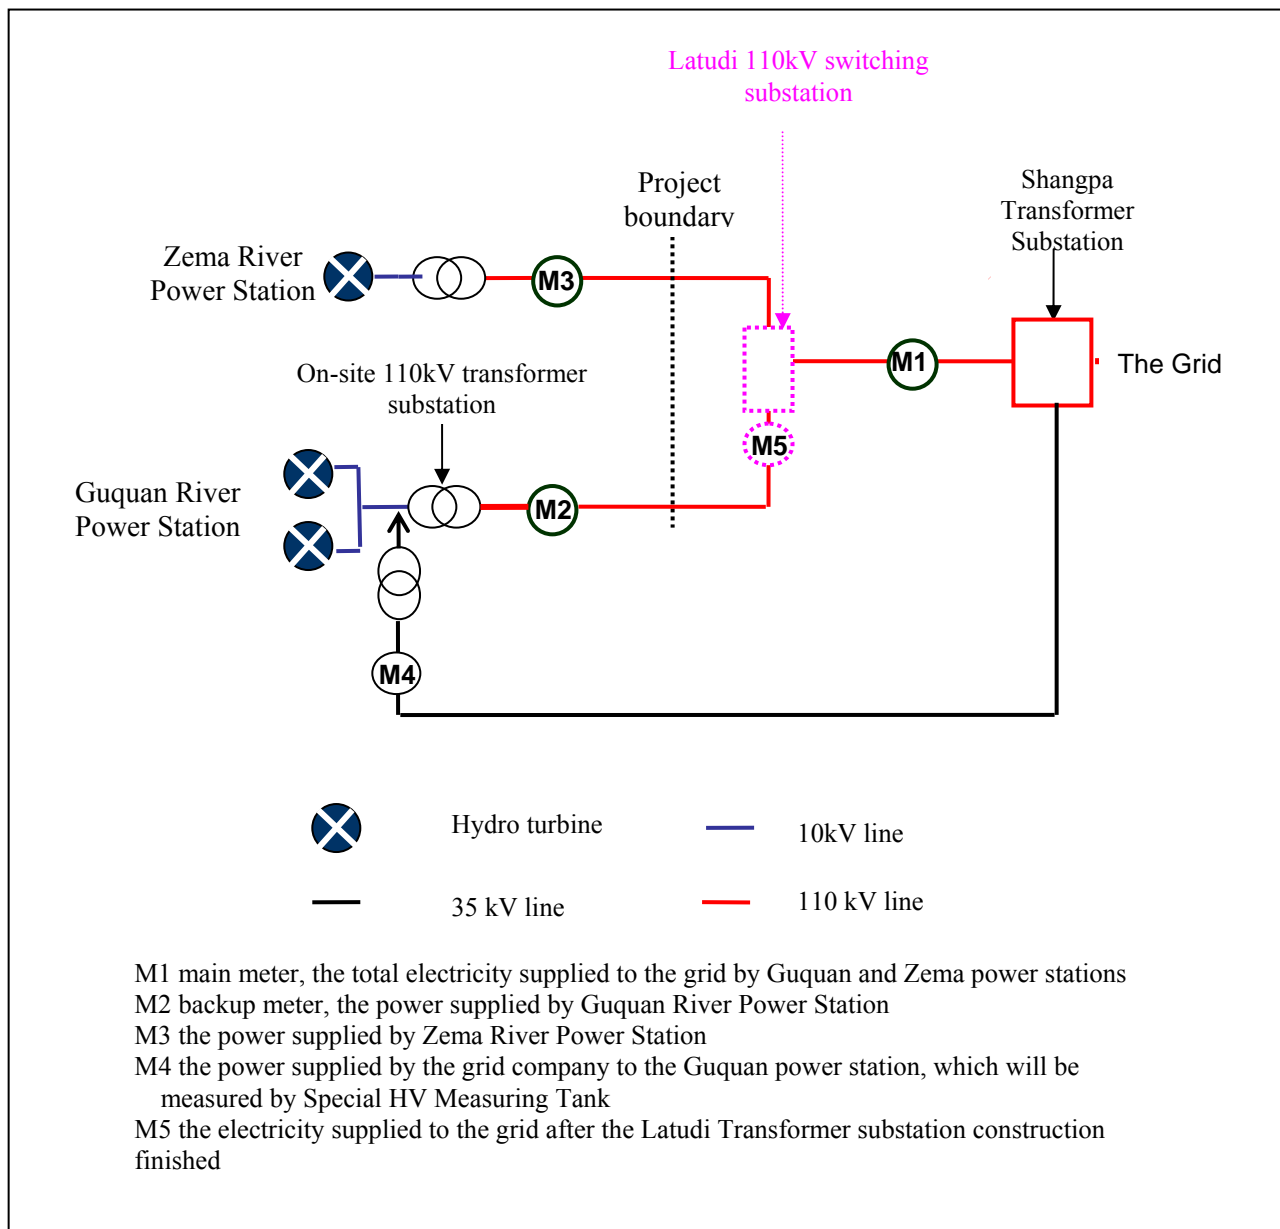 Latudi 110kV switching
substation
Project
boundary
Shangpa
Transformer
Substation
Zema River
Power Station
M3
M1
The Grid
On-site 110kV transformer
substation
M5
Guquan River
Power Station
M2
M4
Hydro turbine
10kV line
35 kV line
110 kV line
M1 main meter, the total electricity supplied to the grid by Guquan and Zema power stations
M2 backup meter, the power supplied by Guquan River Power Station
M3 the power supplied by Zema River Power Station
M4 the power supplied by the grid company to the Guquan power station, which will be
measured by Special HV Measuring Tank
M5 the electricity supplied to the grid after the Latudi Transformer substation construction
finished